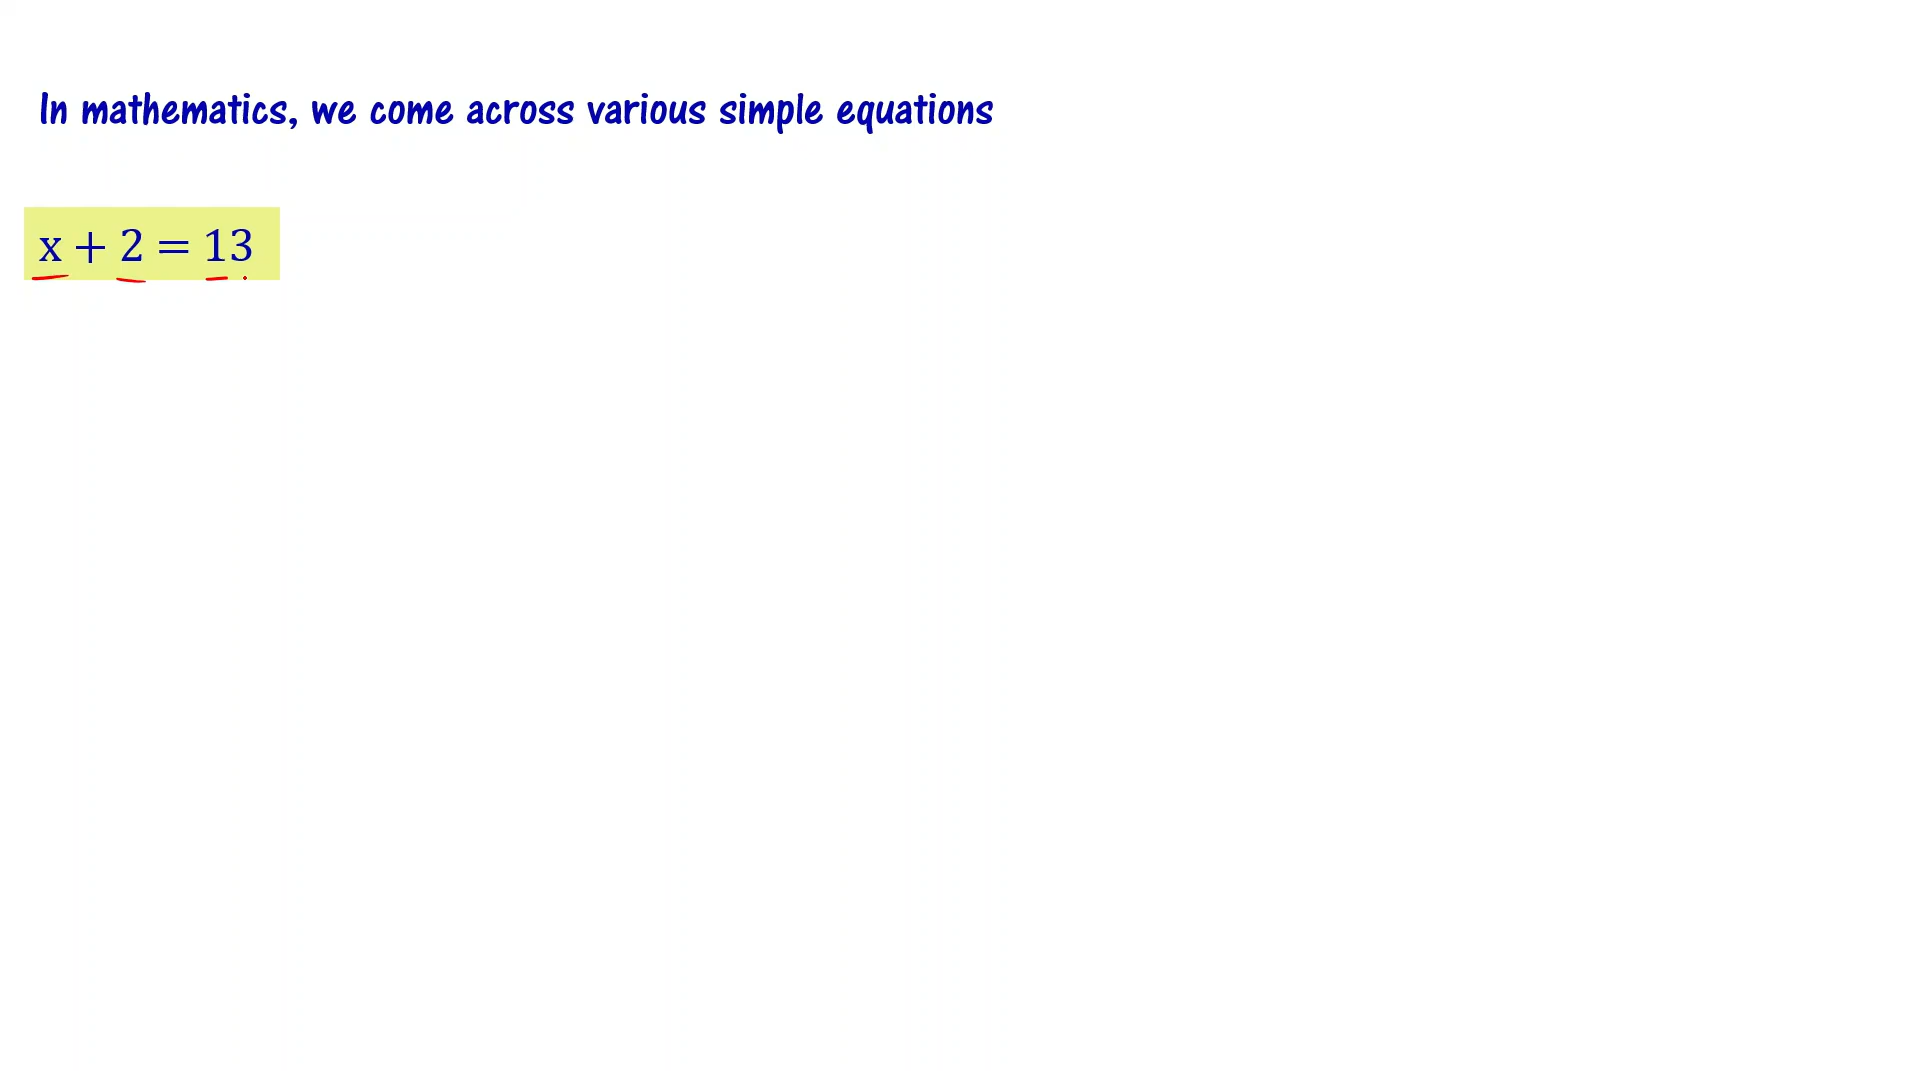 In mathematics, we come across various simple equations
x + 2 = 13